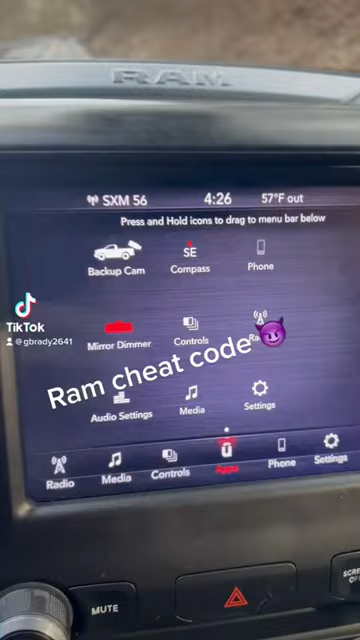 RAM
SXM 56 4:26 57°F out
Press and Hold icons to drag to menu bar below
Backup Cam
SE
Compass
Phone
TikTok
@gbrady2641
Mirror Dimmer
Controls
Ram cheat code
Audio Settings
Media
Settings
Radio
Media
Controls
Apps
Phone
Settings
MUTE